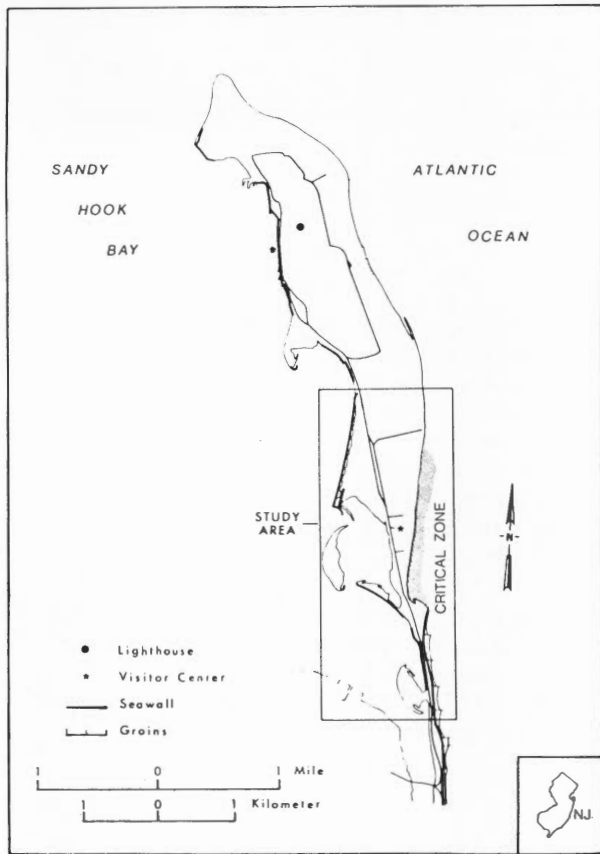 SANDY
HOOK
BAY
ATLANTIC
OCEAN
STUDY
AREA
CRITICAL ZONE
N
Lighthouse
Visitor Center
Seawall
Groins
1 0 1 Mile
1 0 1
Kilometer
N.J.